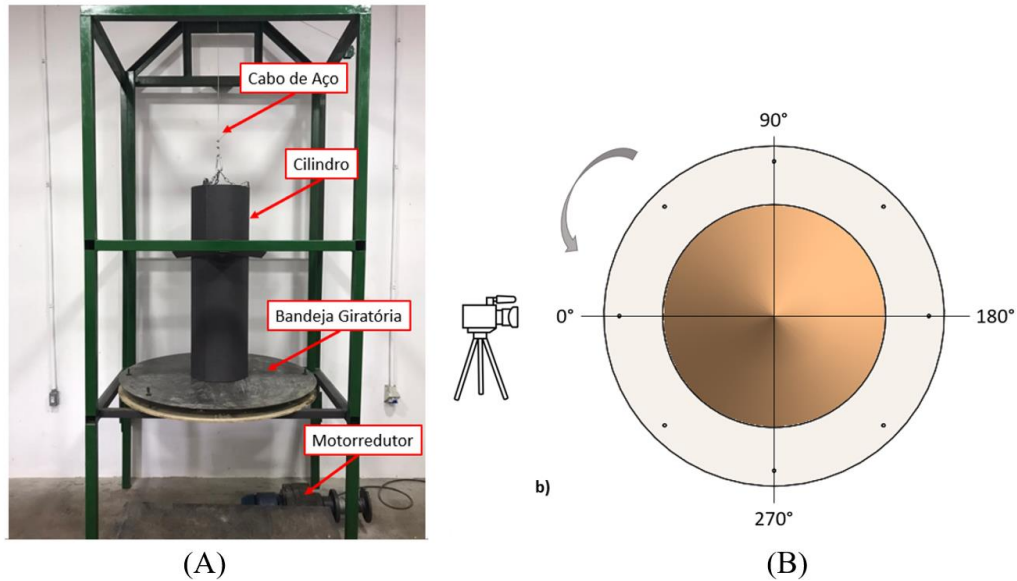 Cabo de Aço
Cilindro
Bandeja Giratória
Motorredutor
(A)
90°
0°
180°
270°
b)
(B)